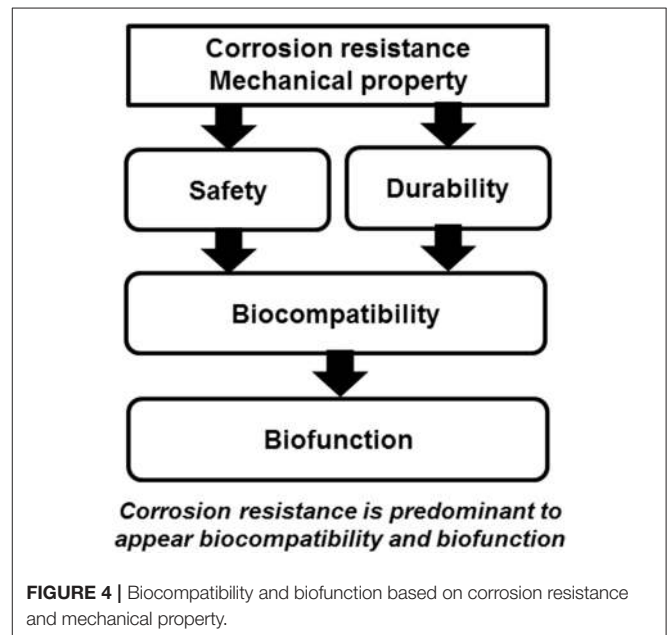 Corrosion resistance
Mechanical property
Safety
Durability
Biocompatibility
Biofunction
Corrosion resistance is predominant to
appear biocompatibility and biofunction
FIGURE 4 | Biocompatibility and biofunction based on corrosion resistance
and mechanical property.